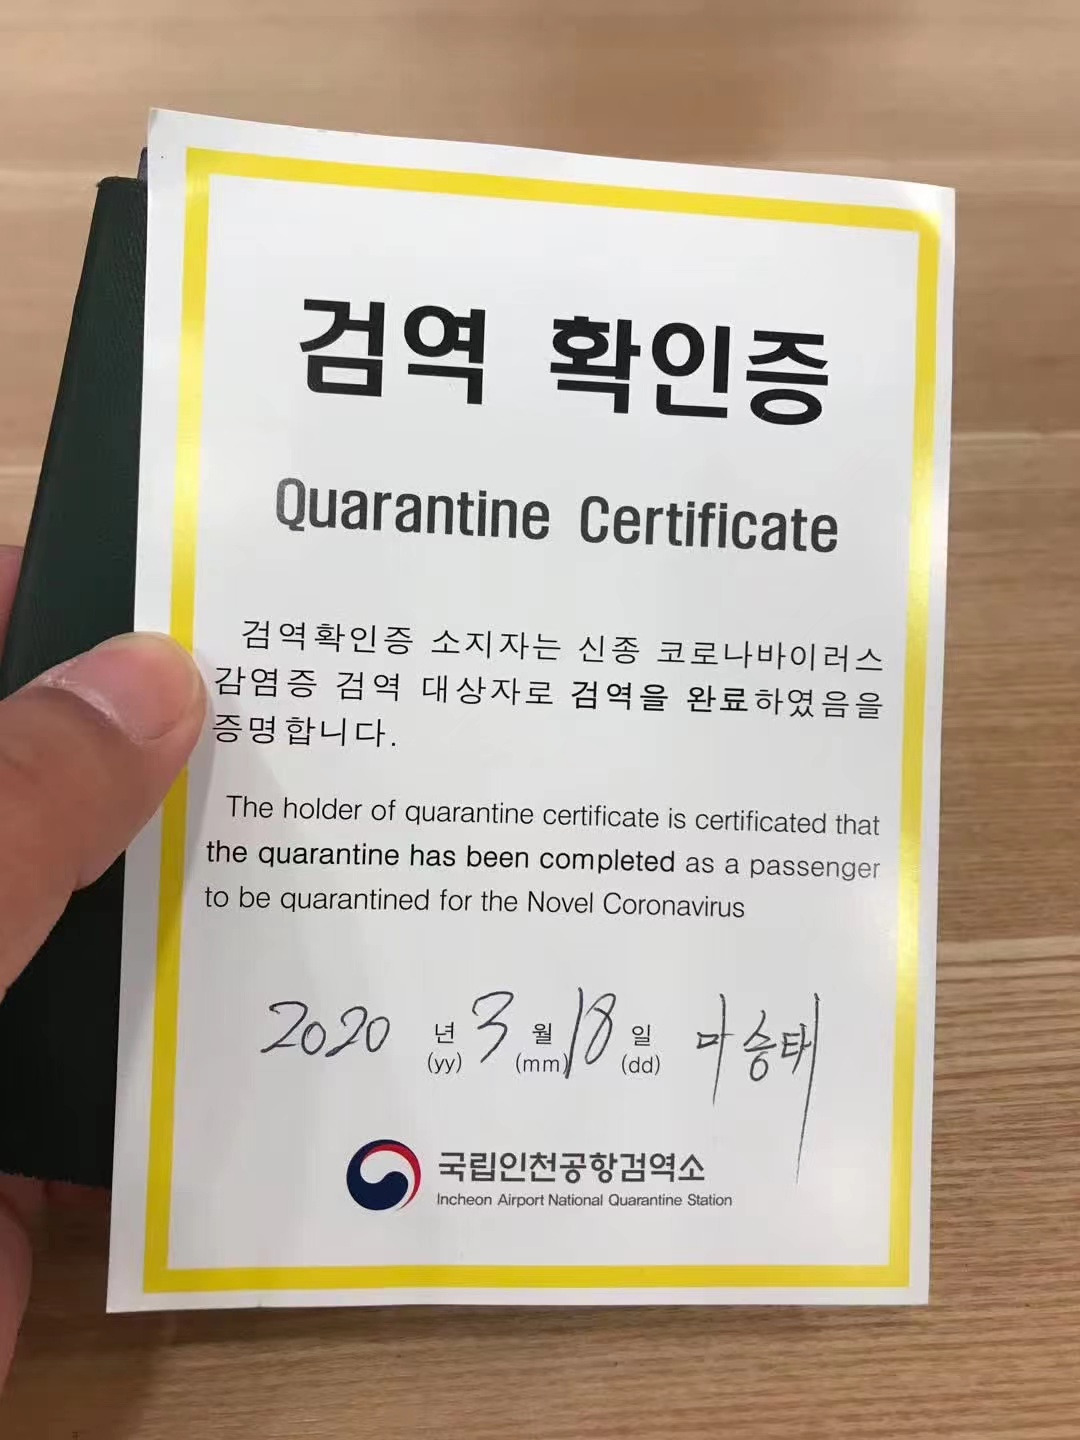 검역 확인증
Quarantine Certificate
검역확인증 소지자는 신종 코로나바이러스
감염증 검역 대상자로 검역을 완료하였음을
증명합니다.
The holder of quarantine certificate is certificated that
the quarantine has been completed as a passenger
to be quarantined for the Novel Coronavirus
2020 년 3 월 18 일 마승태
(yy) (mm) (dd)
국립인천공항검역소
Incheon Airport National Quarantine Station